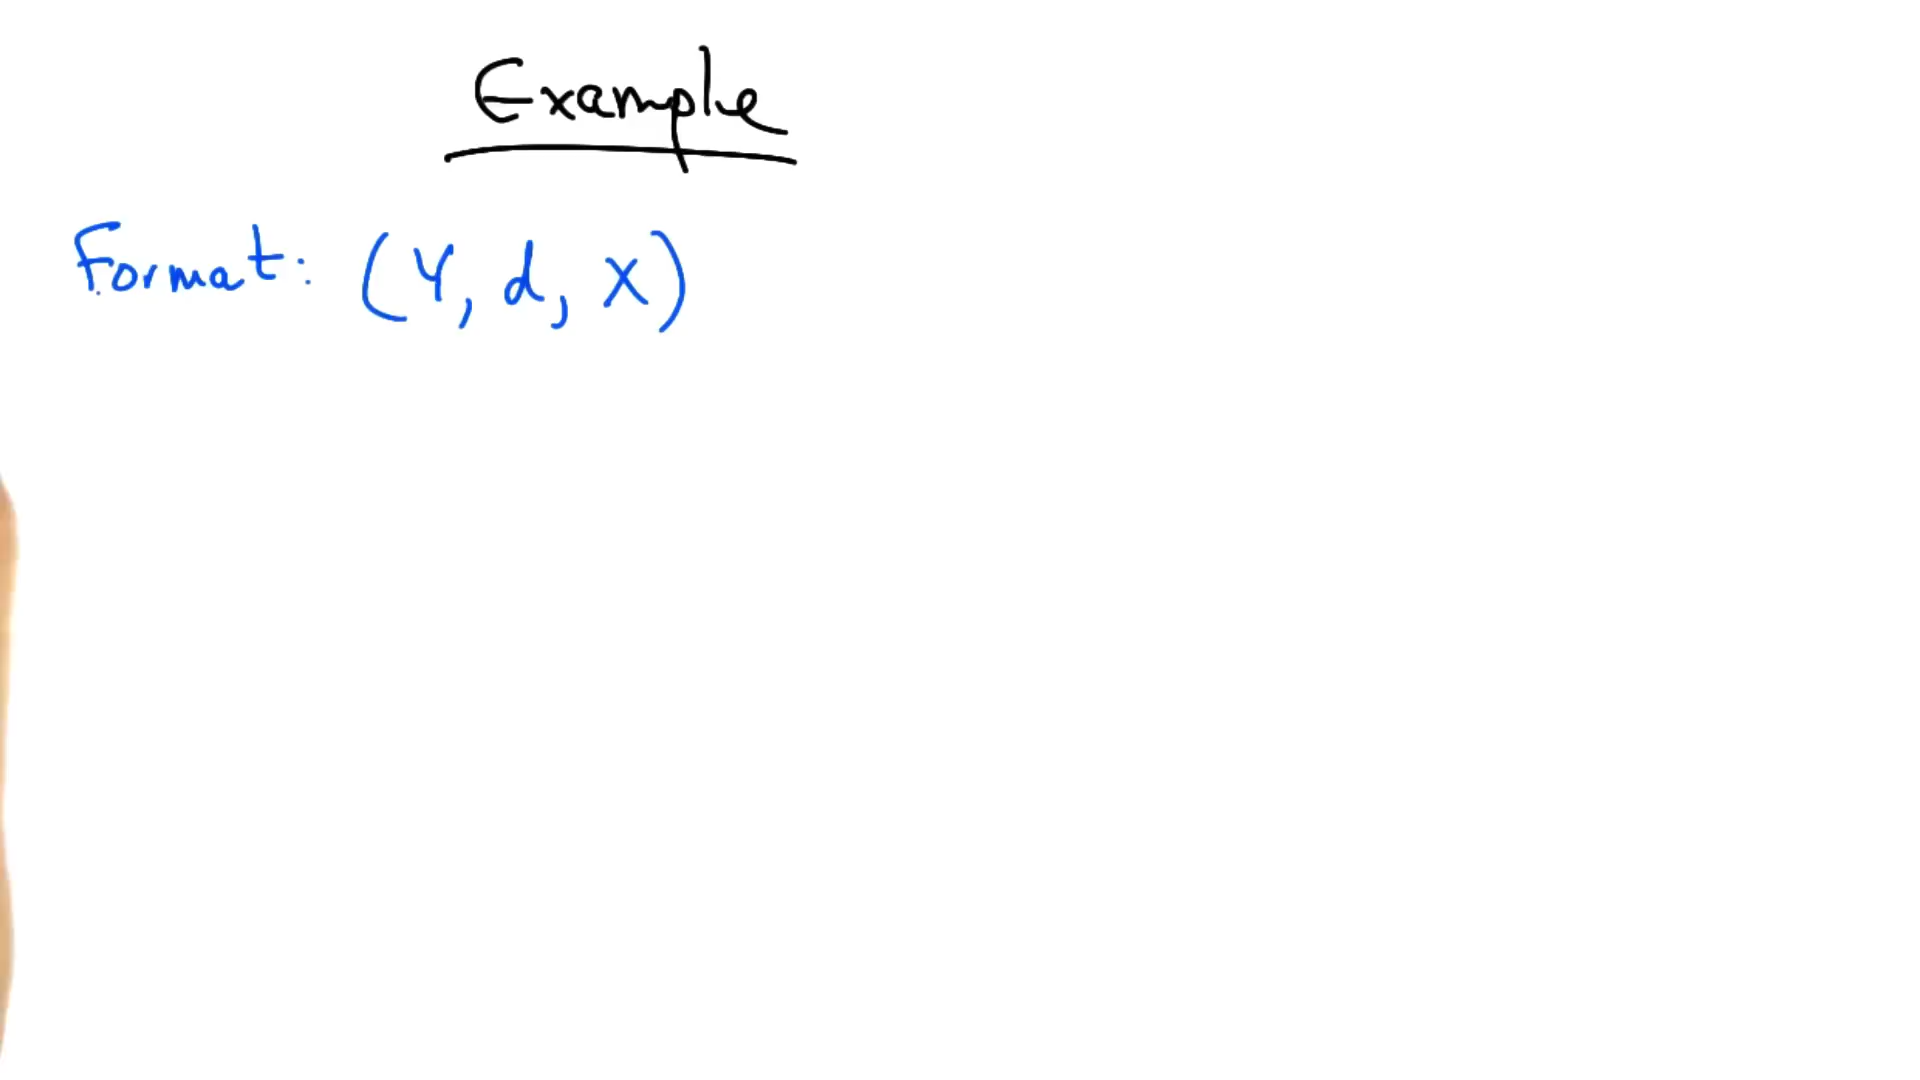 Example
Format: (Y, d, X)